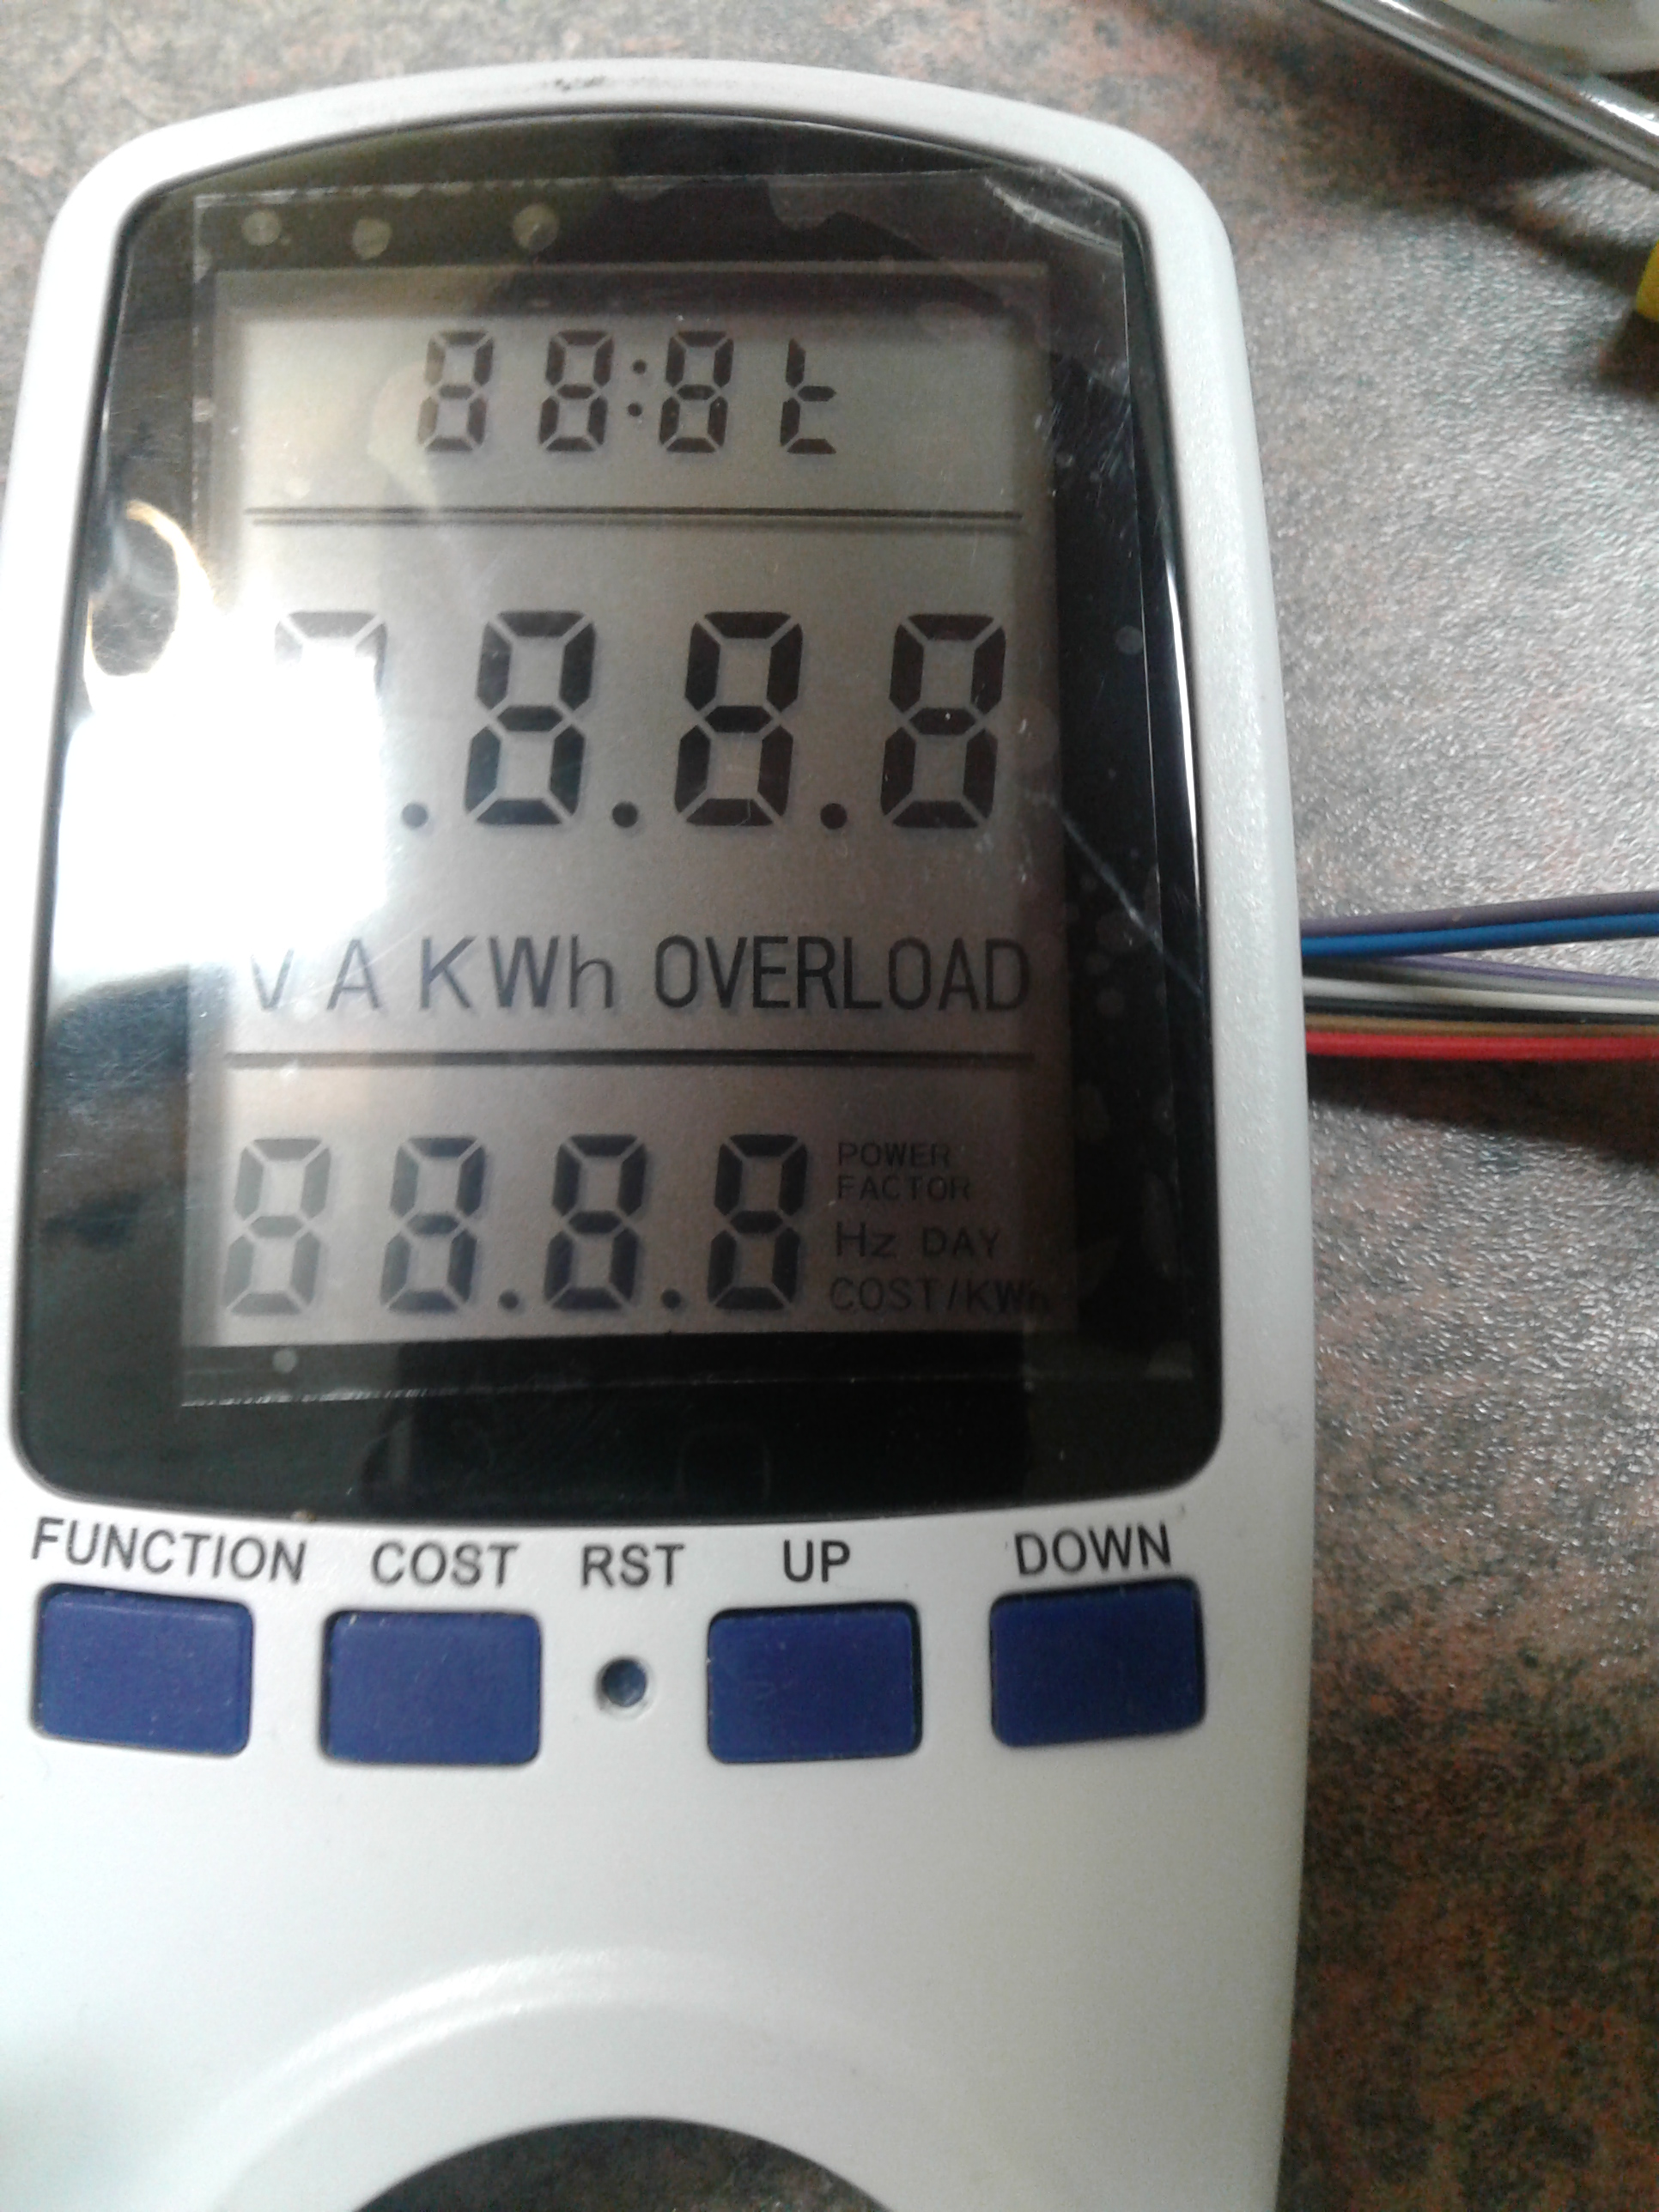 88:8t
.8.8.8
V A KWh OVERLOAD
88.8.8
POWER
FACTOR
Hz DAY
COST/KWh
FUNCTION COST RST UP DOWN